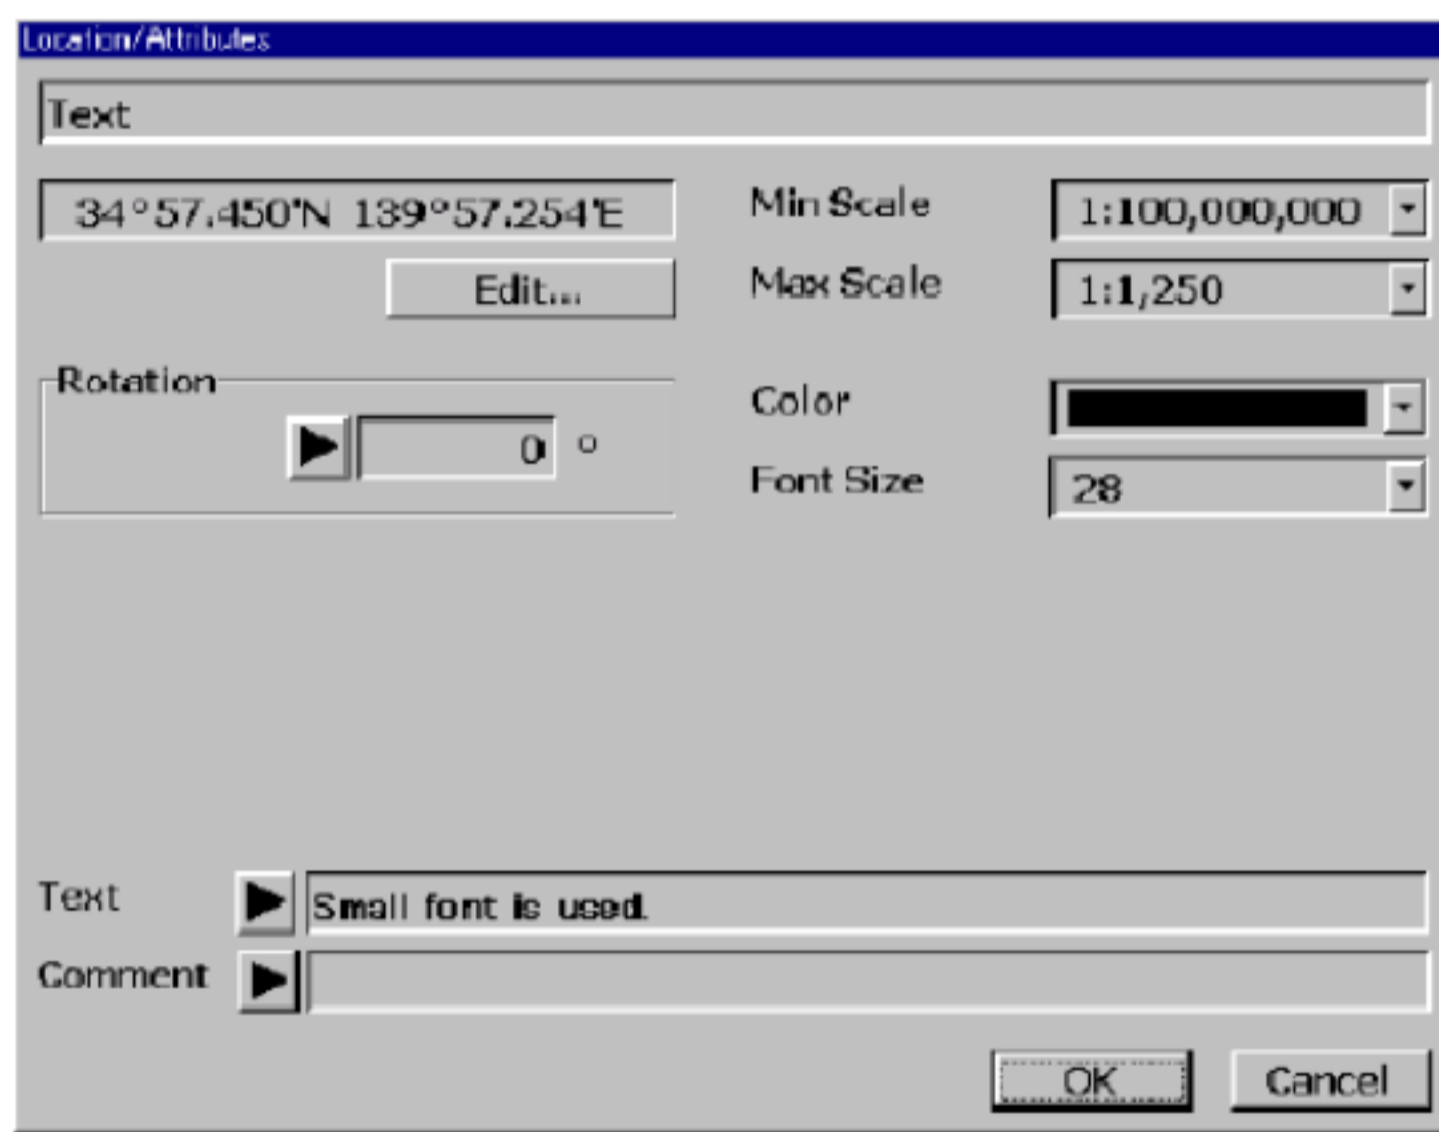 Location/Attributes
Text
34°57.450'N 139°57.254'E
Min Scale 1:100,000,000
Edit...
Max Scale 1:1,250
Rotation
0 °
Color
Font Size 28
Text Small font is used.
Comment
OK Cancel